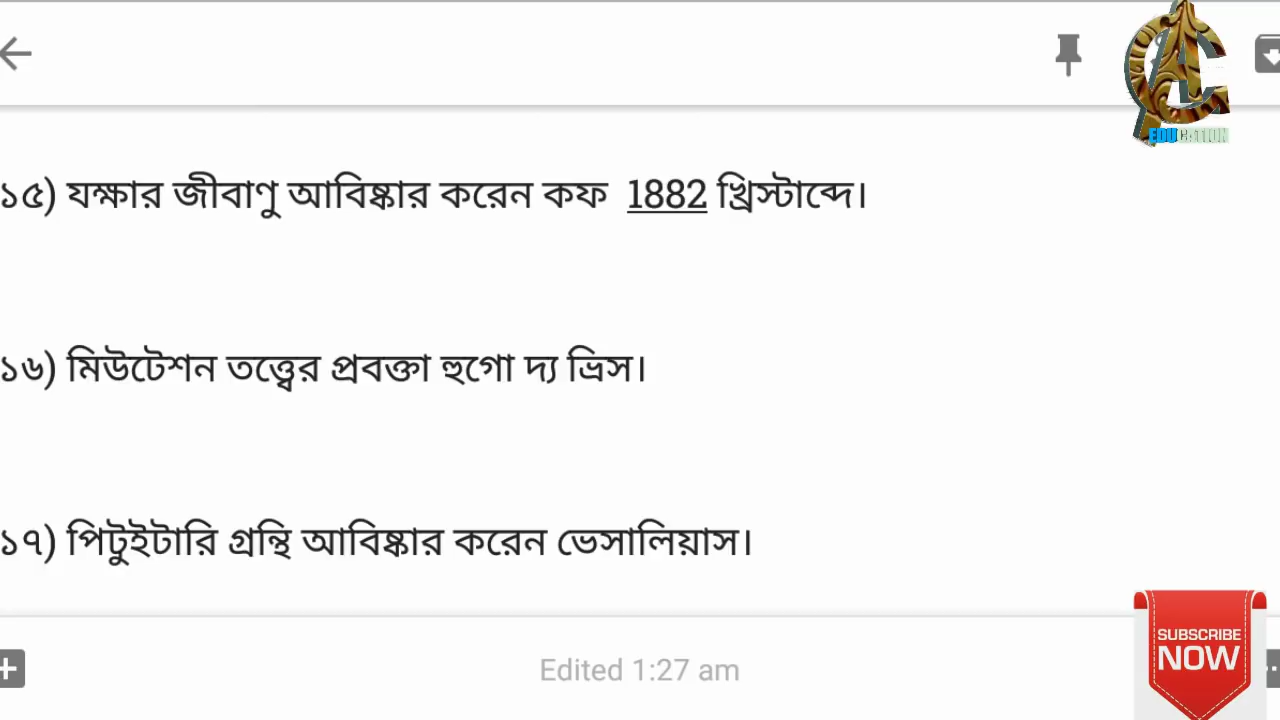 EDUCATION
১৫) যক্ষার জীবাণু আবিষ্কার করেন কফ 1882 খ্রিস্টাব্দে।
১৬) মিউটেশন তত্ত্বের প্রবক্তা হুগো দ্য ভ্রিস।
১৭) পিটুইটারি গ্রন্থি আবিষ্কার করেন ভেসালিয়াস।
SUBSCRIBE
NOW
Edited 1:27 am